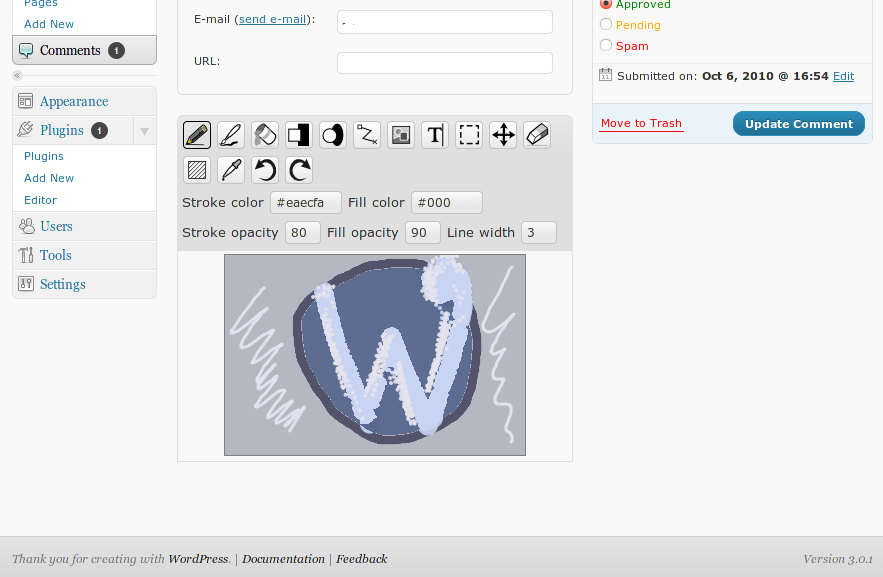 Pages
Add New
Comments 1
Appearance
Plugins 1
Plugins
Add New
Editor
Users
Tools
Settings
E-mail (send e-mail):
URL:
T
Stroke color #eaecfa Fill color #000
Stroke opacity 80 Fill opacity 90 Line width 3
W
Approved
Pending
Spam
11 Submitted on: Oct 6, 2010 @ 16:54 Edit
Move to Trash Update Comment
Thank you for creating with WordPress. | Documentation | Feedback
Version 3.0.1